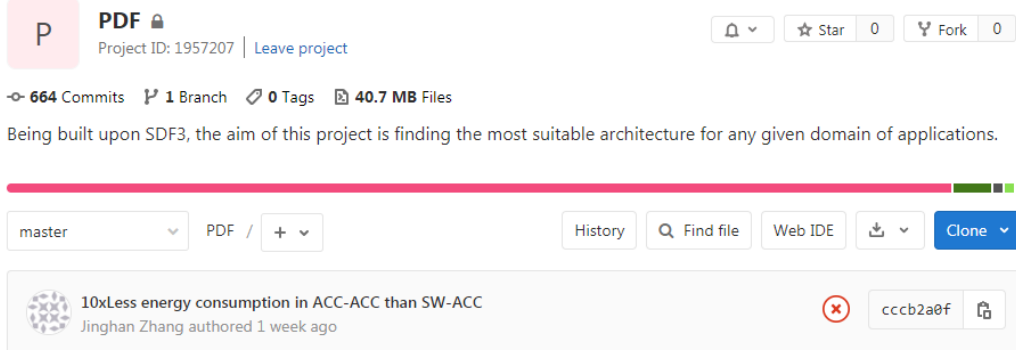 P
PDF
Project ID: 1957207 Leave project
Star 0 Fork 0
664 Commits 1 Branch 0 Tags 40.7 MB Files
Being built upon SDF3, the aim of this project is finding the most suitable architecture for any given domain of applications.
master PDF / + History Find file Web IDE Clone
10xLess energy consumption in ACC-ACC than SW-ACC
Jinghan Zhang authored 1 week ago
cccb2a0f